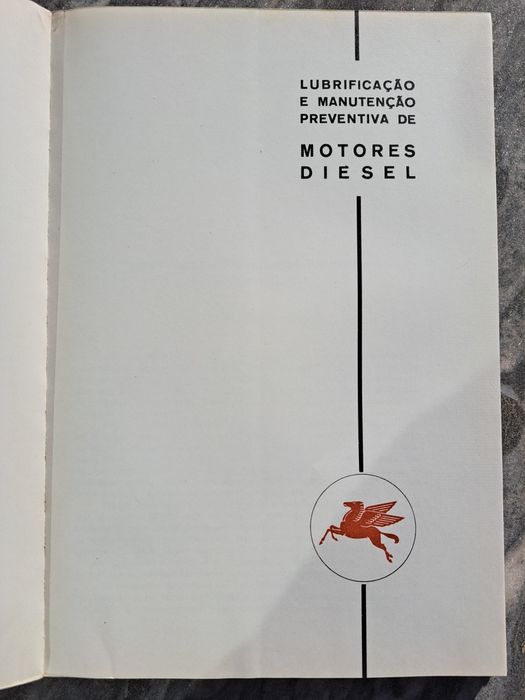 LUBRIFICAÇÃO
E MANUTENÇÃO
PREVENTIVA DE
MOTORES
DIESEL